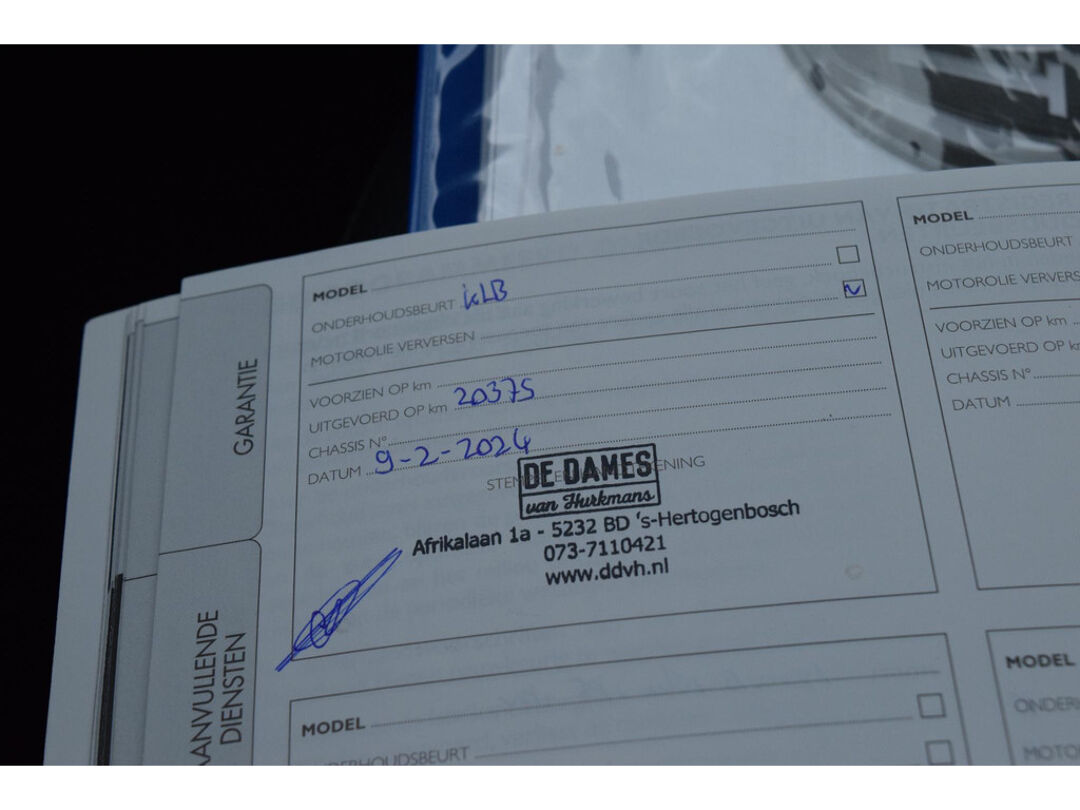 GARANTIE
AANVULLENDE
DIENSTEN
MODEL
ONDERHOUDSBEURT KLB
MOTOROLIE VERVERSEN
VOORZIEN OP km
UITGEVOERD OP km 20375
CHASSIS N°
DATUM 9-2-2024
DE DAMES
van Hurkmans
Afrikalaan 1a - 5232 BD 's-Hertogenbosch
073-7110421
www.ddvh.nl
MODEL
ONDERHOUDSBEURT
MOTOROLIE VERVERS
VOORZIEN OP km
UITGEVOERD OP km
CHASSIS N°
DATUM
MODEL
ONDERHOUDSBEURT
MODEL